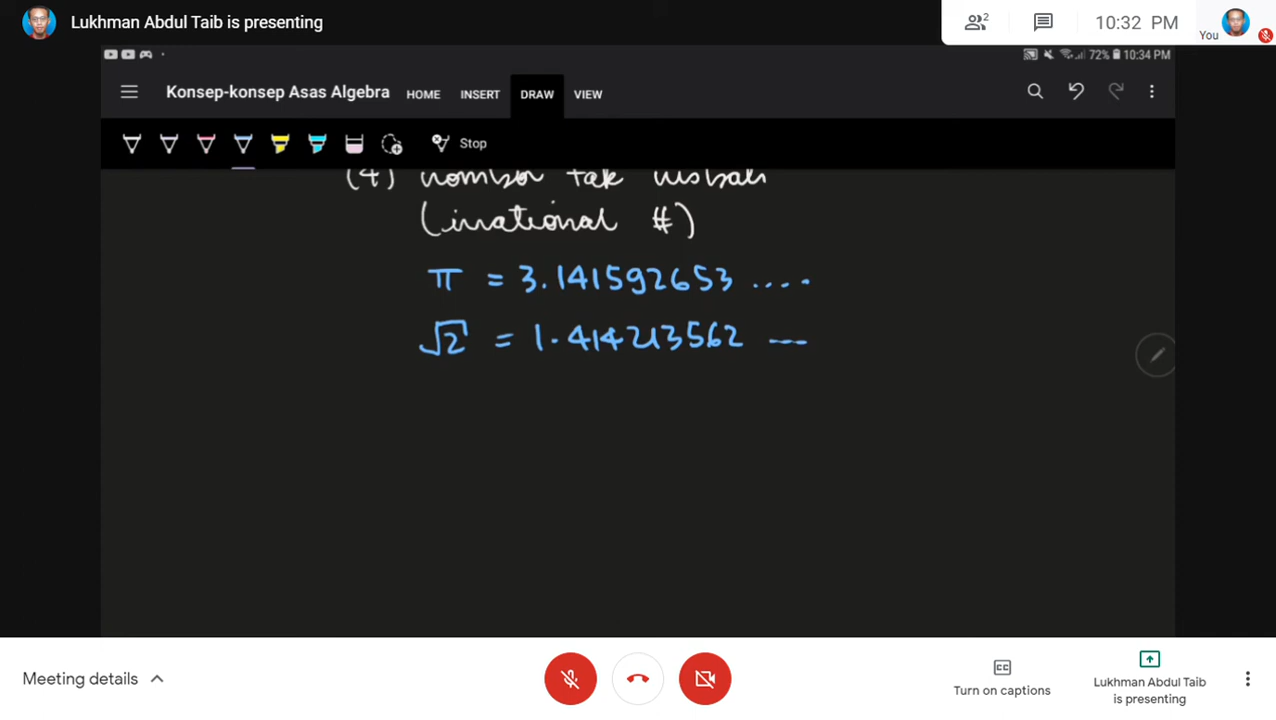 Lukhman Abdul Taib is presenting
2
10:32 PM
You
72% 10:34 PM
Konsep-konsep Asas Algebra HOME INSERT DRAW VIEW
Stop
(4) nombor tak nisbah
(irrational #)
π = 3.141592653 ....
√2 = 1.414213562 ---
Meeting details
Turn on captions
Lukhman Abdul Taib
is presenting